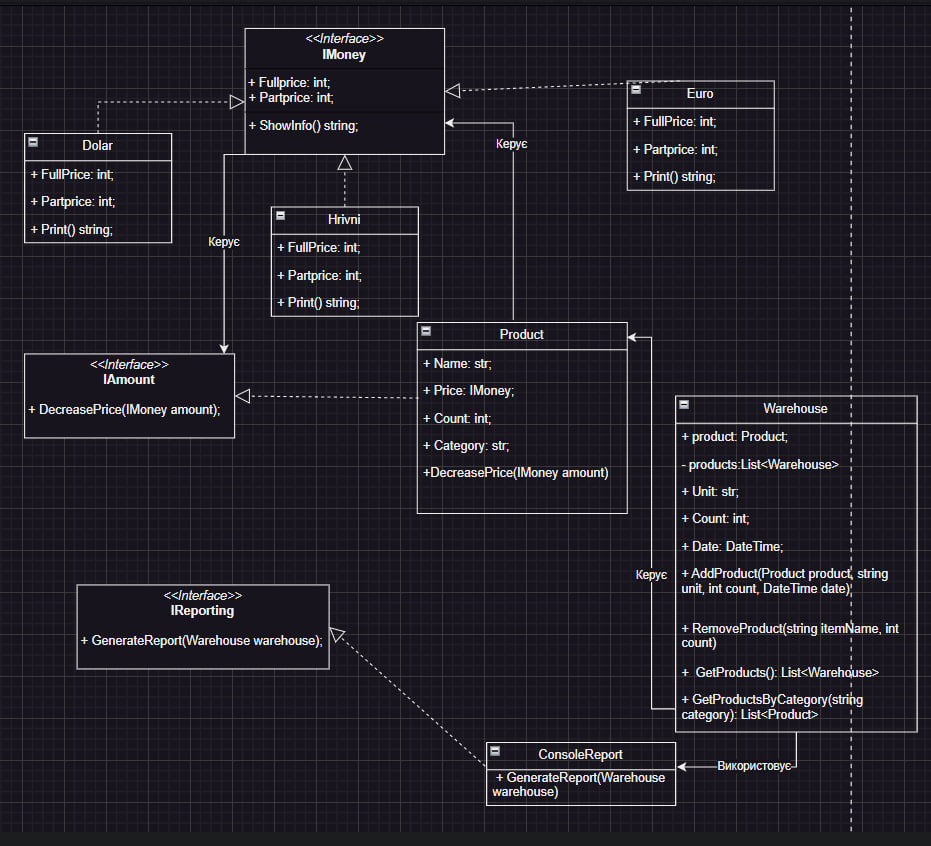 <<Interface>>
IMoney
+ Fullprice: int;
+ Partprice: int;
+ ShowInfo() string;
Euro
+ FullPrice: int;
+ Partprice: int;
+ Print() string;
Керує
Dolar
+ FullPrice: int;
+ Partprice: int;
+ Print() string;
Керує
Hrivni
+ FullPrice: int;
+ Partprice: int;
+ Print() string;
<<Interface>>
IAmount
+ DecreasePrice(IMoney amount);
Product
+ Name: str;
+ Price: IMoney;
+ Count: int;
+ Category: str;
+DecreasePrice(IMoney amount)
Warehouse
+ product: Product;
- products:List<Warehouse>
+ Unit: str;
+ Count: int;
+ Date: DateTime;
+ AddProduct(Product product, string
unit, int count, DateTime date)
+ RemoveProduct(string itemName, int
count)
+ GetProducts(): List<Warehouse>
+ GetProductsByCategory(string
category): List<Product>
Керує
<<Interface>>
IReporting
+ GenerateReport(Warehouse warehouse);
ConsoleReport
+ GenerateReport(Warehouse
warehouse)
Використовує